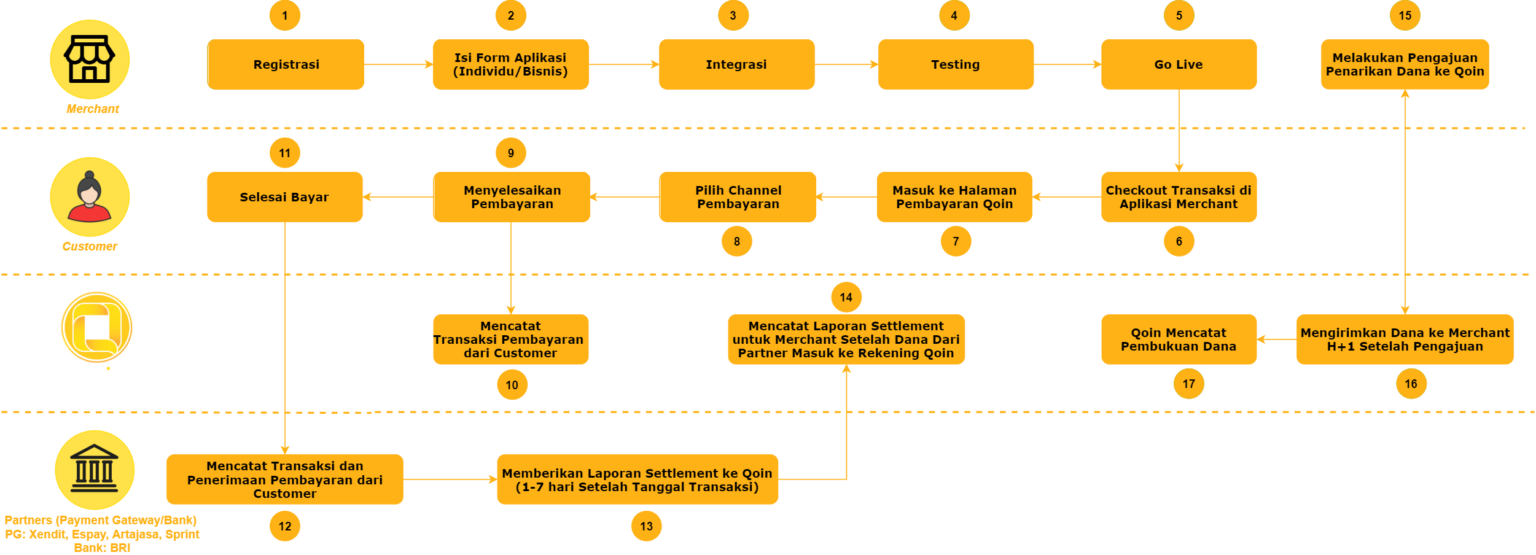 1
2
3
4
5
15
Registrasi
Isi Form Aplikasi
(Individu/Bisnis)
Integrasi
Testing
Go Live
Melakukan Pengajuan
Penarikan Dana ke Qoin
Merchant
11
9
Selesai Bayar
Menyelesaikan
Pembayaran
Pilih Channel
Pembayaran
Masuk ke Halaman
Pembayaran Qoin
Checkout Transaksi di
Aplikasi Merchant
Customer
8
7
6
14
Mencatat
Transaksi Pembayaran
dari Customer
Mencatat Laporan Settlement
untuk Merchant Setelah Dana Dari
Partner Masuk ke Rekening Qoin
Qoin Mencatat
Pembukuan Dana
Mengirimkan Dana ke Merchant
H+1 Setelah Pengajuan
10
17
16
Mencatat Transaksi dan
Penerimaan Pembayaran dari
Customer
Memberikan Laporan Settlement ke Qoin
(1-7 hari Setelah Tanggal Transaksi)
Partners (Payment Gateway/Bank)
PG: Xendit, Espay, Artajasa, Sprint
Bank: BRI
12
13